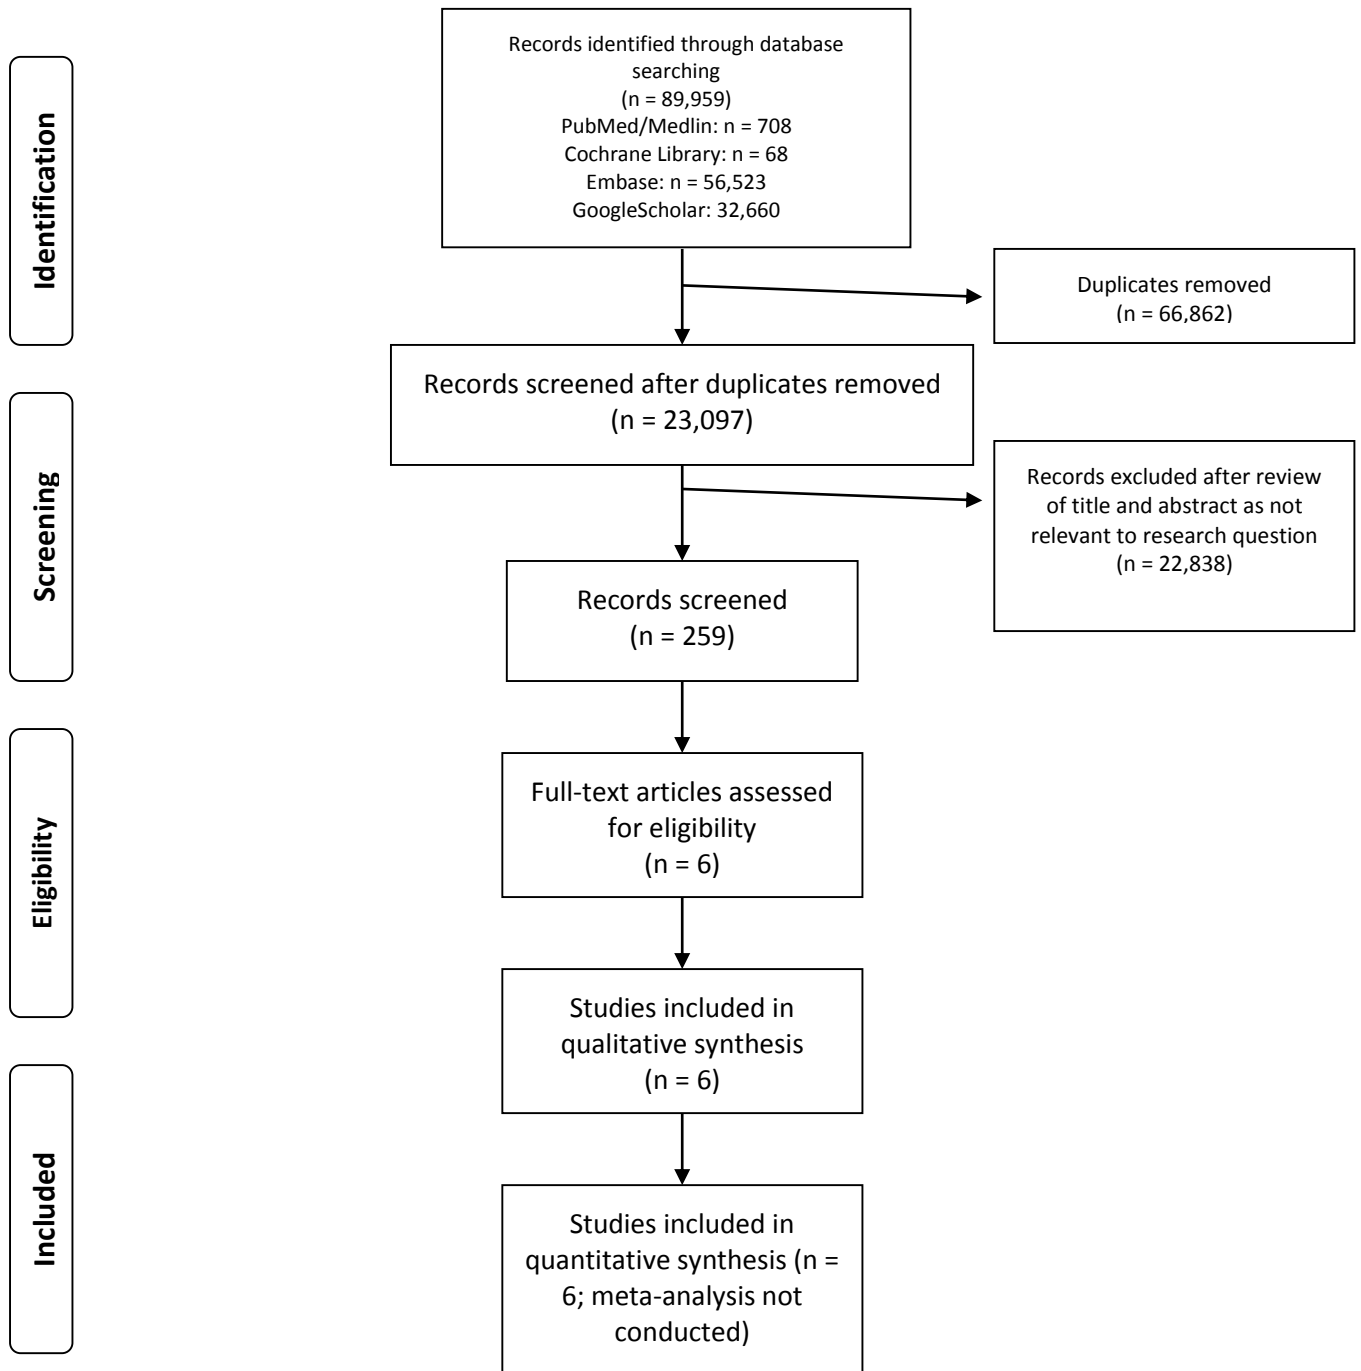 Identification
Records identified through database
searching
(n = 89,959)
PubMed/Medlin: n = 708
Cochrane Library: n = 68
Embase: n = 56,523
GoogleScholar: 32,660
Duplicates removed
(n = 66,862)
Records screened after duplicates removed
(n = 23,097)
Screening
Records excluded after review
of title and abstract as not
relevant to research question
(n = 22,838)
Records screened
(n = 259)
Eligibility
Full-text articles assessed
for eligibility
(n = 6)
Studies included in
qualitative synthesis
(n = 6)
Included
Studies included in
quantitative synthesis (n =
6; meta-analysis not
conducted)